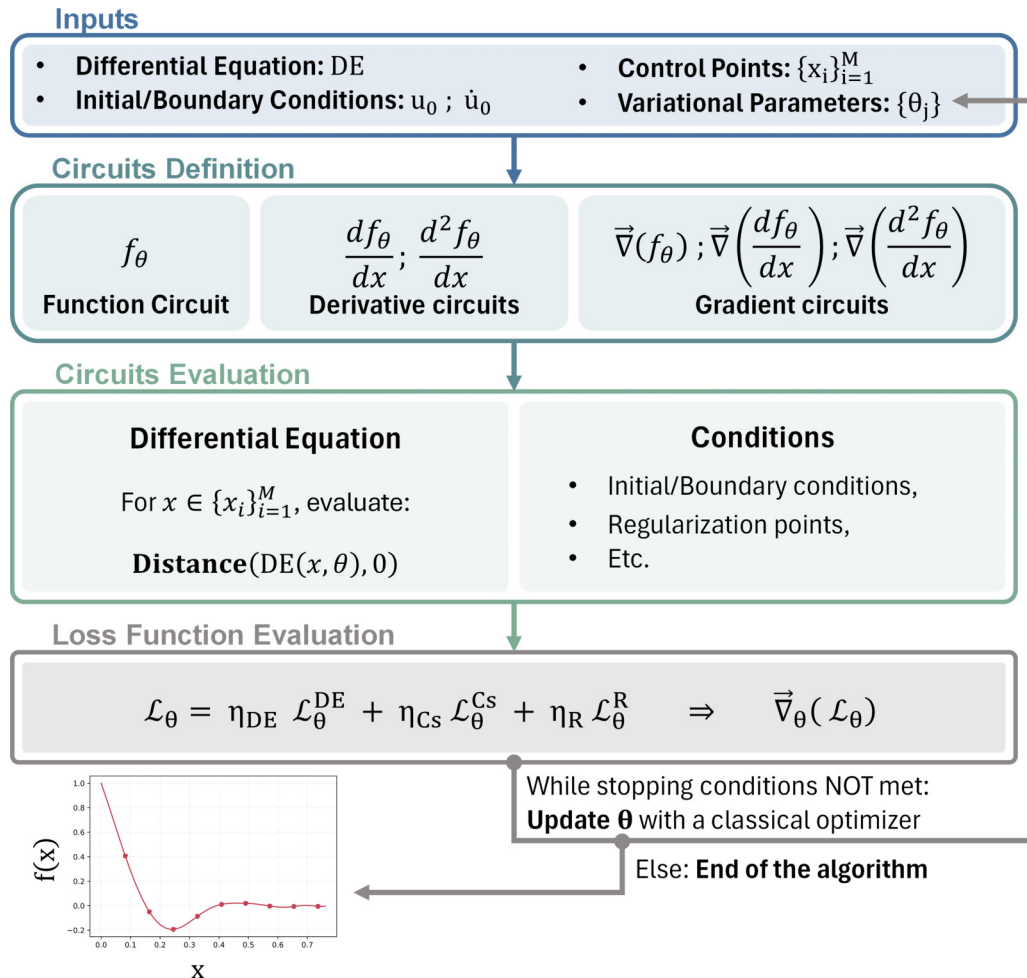 Inputs
• Differential Equation: DE
• Initial/Boundary Conditions: u₀ ; u̇₀
• Control Points: {xᵢ}ᵢ₌₁ᴹ
• Variational Parameters: {θⱼ}
Circuits Definition
f_θ
Function Circuit
df_θ/dx ; d²f_θ/dx
Derivative circuits
∇⃗(f_θ) ; ∇⃗(df_θ/dx) ; ∇⃗(d²f_θ/dx)
Gradient circuits
Circuits Evaluation
Differential Equation
For x ∈ {xᵢ}ᵢ₌₁ᴹ, evaluate:
Distance(DE(x, θ), 0)
Conditions
• Initial/Boundary conditions,
• Regularization points,
• Etc.
Loss Function Evaluation
ℒ_θ = η_DE ℒ_θ^DE + η_Cs ℒ_θ^Cs + η_R ℒ_θ^R ⇒ ∇⃗_θ(ℒ_θ)
While stopping conditions NOT met:
Update θ with a classical optimizer
Else: End of the algorithm
f(x)
1.0
0.8
0.6
0.4
0.2
0.0
−0.2
0.0 0.1 0.2 0.3 0.4 0.5 0.6 0.7
x